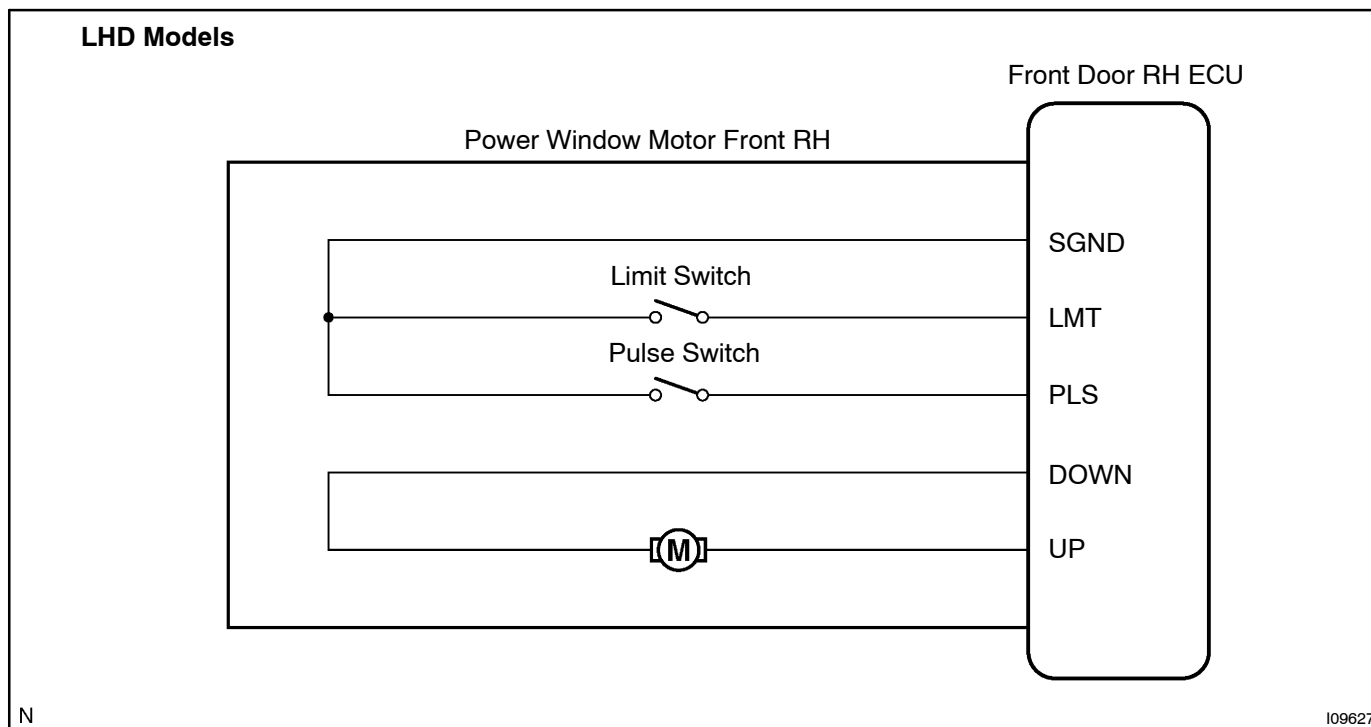 LHD Models
Front Door RH ECU
Power Window Motor Front RH
SGND
Limit Switch
LMT
Pulse Switch
PLS
DOWN
M
UP
N
I09627